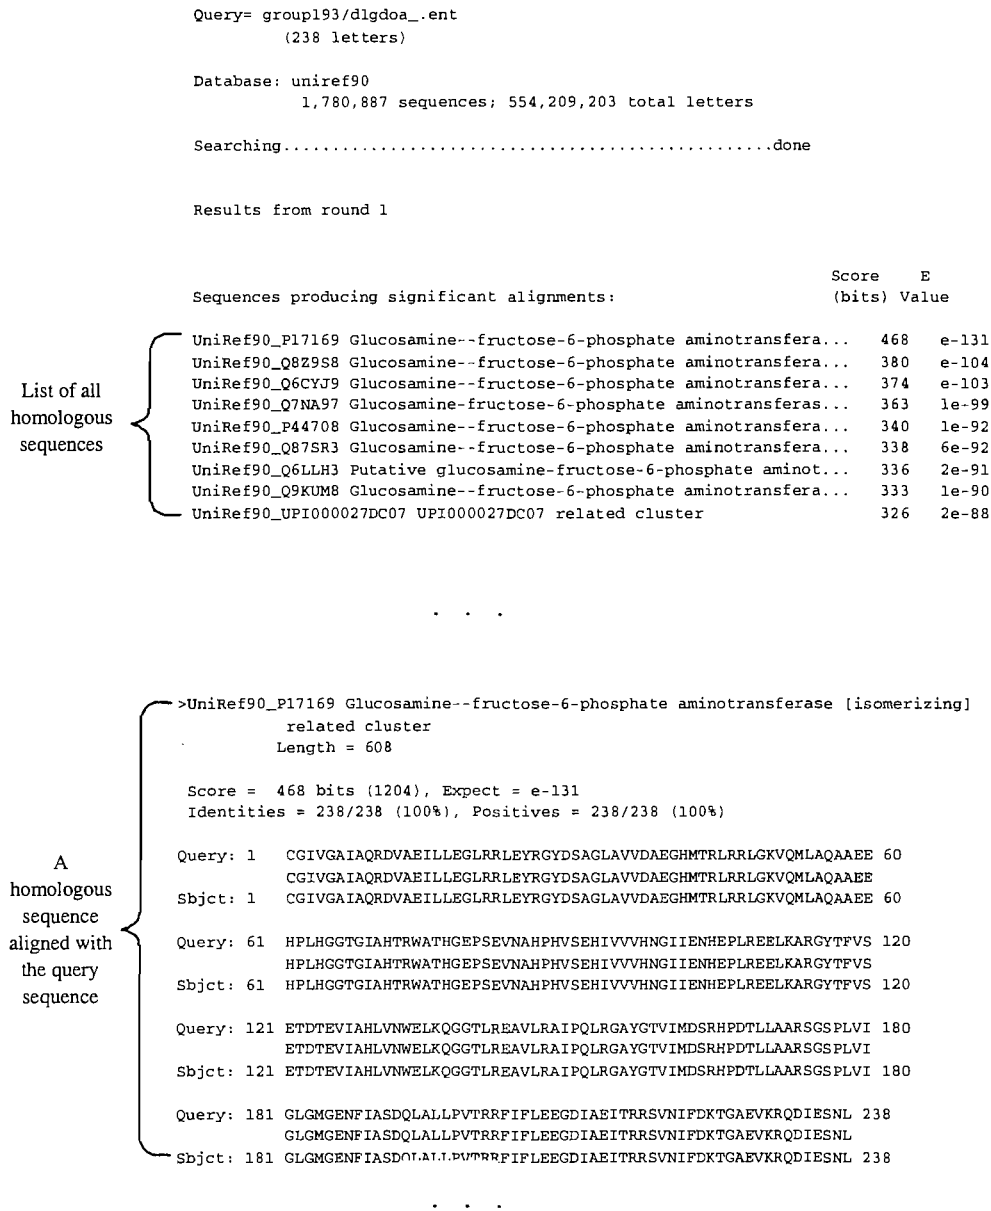 Query= group193/d1gdoa_.ent
(238 letters)
Database: uniref90
1,780,887 sequences; 554,209,203 total letters
Searching..................................................done
Results from round 1
Score E
Sequences producing significant alignments: (bits) Value
UniRef90_P17169 Glucosamine--fructose-6-phosphate aminotransfera... 468 e-131
UniRef90_Q8Z9S8 Glucosamine--fructose-6-phosphate aminotransfera... 380 e-104
UniRef90_Q6CYJ9 Glucosamine--fructose-6-phosphate aminotransfera... 374 e-103
UniRef90_Q7NA97 Glucosamine-fructose-6-phosphate aminotransferas... 363 1e-99
UniRef90_P44708 Glucosamine--fructose-6-phosphate aminotransfera... 340 1e-92
UniRef90_Q87SR3 Glucosamine--fructose-6-phosphate aminotransfera... 338 6e-92
UniRef90_Q6LLH3 Putative glucosamine-fructose-6-phosphate aminot... 336 2e-91
UniRef90_Q9KUM8 Glucosamine--fructose-6-phosphate aminotransfera... 333 1e-90
UniRef90_UPI000027DC07 UPI000027DC07 related cluster 326 2e-88
List of all
homologous
sequences
. . .
>UniRef90_P17169 Glucosamine--fructose-6-phosphate aminotransferase [isomerizing]
related cluster
Length = 608
Score = 468 bits (1204), Expect = e-131
Identities = 238/238 (100%), Positives = 238/238 (100%)
Query: 1 CGIVGAIAQRDVAEILLEGLRRLEYRGYDSAGLAVVDAEGHMTRLRRLGKVQMLAQAAEE 60
CGIVGAIAQRDVAEILLEGLRRLEYRGYDSAGLAVVDAEGHMTRLRRLGKVQMLAQAAEE
Sbjct: 1 CGIVGAIAQRDVAEILLEGLRRLEYRGYDSAGLAVVDAEGHMTRLRRLGKVQMLAQAAEE 60
Query: 61 HPLHGGTGIAHTRWATHGEPSEVNAHPHVSEHIVVVHNGIIENHEPLREELKARGYTFVS 120
HPLHGGTGIAHTRWATHGEPSEVNAHPHVSEHIVVVHNGIIENHEPLREELKARGYTFVS
Sbjct: 61 HPLHGGTGIAHTRWATHGEPSEVNAHPHVSEHIVVVHNGIIENHEPLREELKARGYTFVS 120
Query: 121 ETDTEVIAHLVNWELKQGGTLREAVLRAIPQLRGAYGTVIMDSRHPDTLLAARSGSPLVI 180
ETDTEVIAHLVNWELKQGGTLREAVLRAIPQLRGAYGTVIMDSRHPDTLLAARSGSPLVI
Sbjct: 121 ETDTEVIAHLVNWELKQGGTLREAVLRAIPQLRGAYGTVIMDSRHPDTLLAARSGSPLVI 180
Query: 181 GLGMGENFIASDQLALLPVTRRFIFLEEGDIAEITRRSVNIFDKTGAEVKRQDIESNL 238
GLGMGENFIASDQLALLPVTRRFIFLEEGDIAEITRRSVNIFDKTGAEVKRQDIESNL
Sbjct: 181 GLGMGENFIASDQLALLPVTRRFIFLEEGDIAEITRRSVNIFDKTGAEVKRQDIESNL 238
A
homologous
sequence
aligned with
the query
sequence
. . .